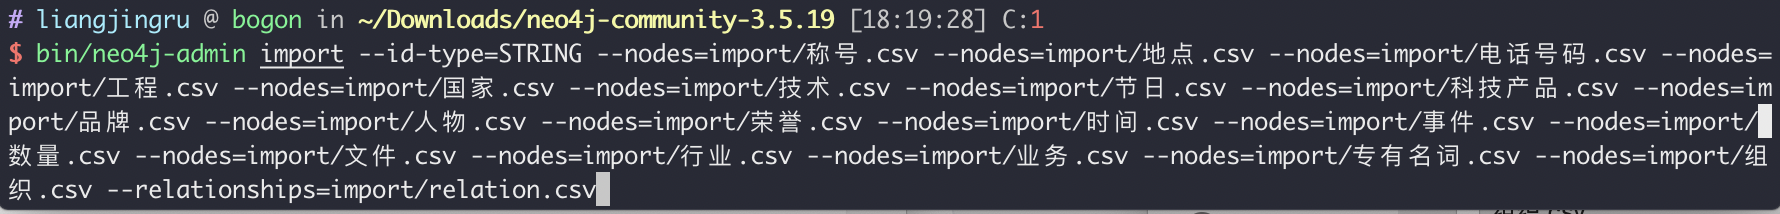 # liangjingru @ bogon in ~/Downloads/neo4j-community-3.5.19 [18:19:28] C:1
$ bin/neo4j-admin import --id-type=STRING --nodes=import/称号.csv --nodes=import/地点.csv --nodes=import/电话号码.csv --nodes=
import/工程.csv --nodes=import/国家.csv --nodes=import/技术.csv --nodes=import/节日.csv --nodes=import/科技产品.csv --nodes=im
port/品牌.csv --nodes=import/人物.csv --nodes=import/荣誉.csv --nodes=import/时间.csv --nodes=import/事件.csv --nodes=import/
数量.csv --nodes=import/文件.csv --nodes=import/行业.csv --nodes=import/业务.csv --nodes=import/专有名词.csv --nodes=import/组
织.csv --relationships=import/relation.csv